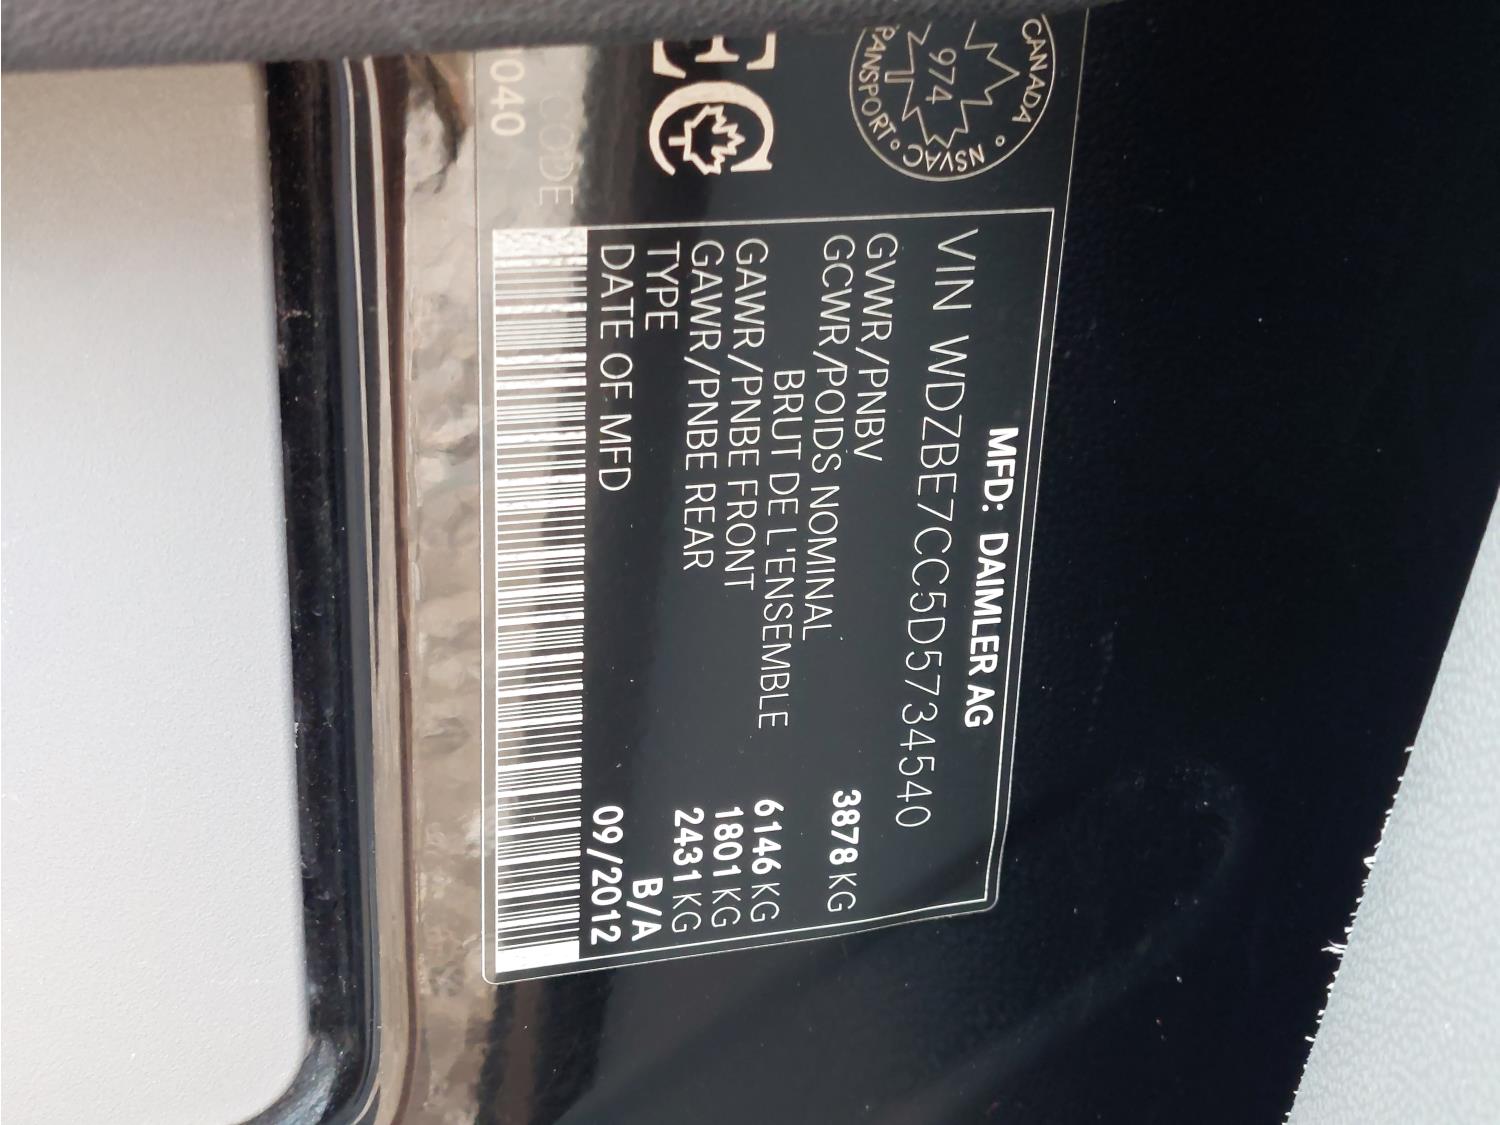 CANADA
974
TRANSPORT
NSVAC
EC
CODE
040
MFD: DAIMLER AG
VIN WDZBE7CC5D5734540
GVWR/PNBV 3878 KG
GCWR/POIDS NOMINAL
BRUT DE L'ENSEMBLE 6146 KG
GAWR/PNBE FRONT 1801 KG
GAWR/PNBE REAR 2431 KG
TYPE B/A
DATE OF MFD 09/2012